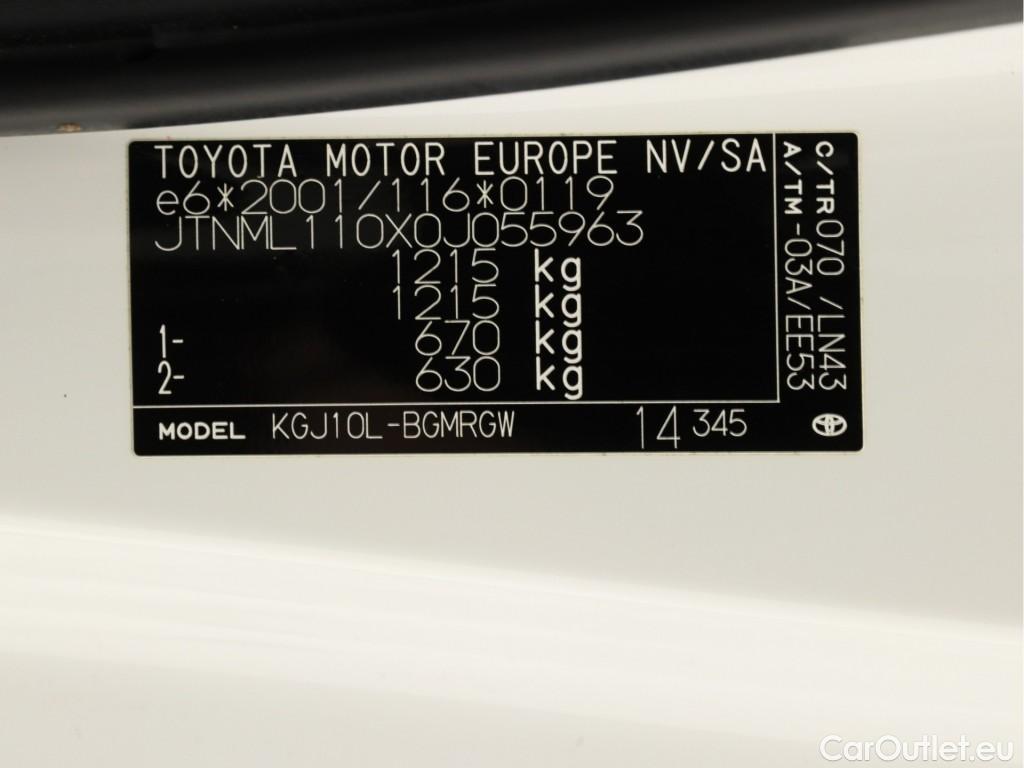 TOYOTA MOTOR EUROPE NV/SA
e6*2001/116*0119
JTNML110X0J055963
1215 kg
1215 kg
1- 670 kg
2- 630 kg
MODEL KGJ10L-BGMRGW 14 345
C/TR070 /LN43
A/TM-03A/EE53
CarOutlet.eu